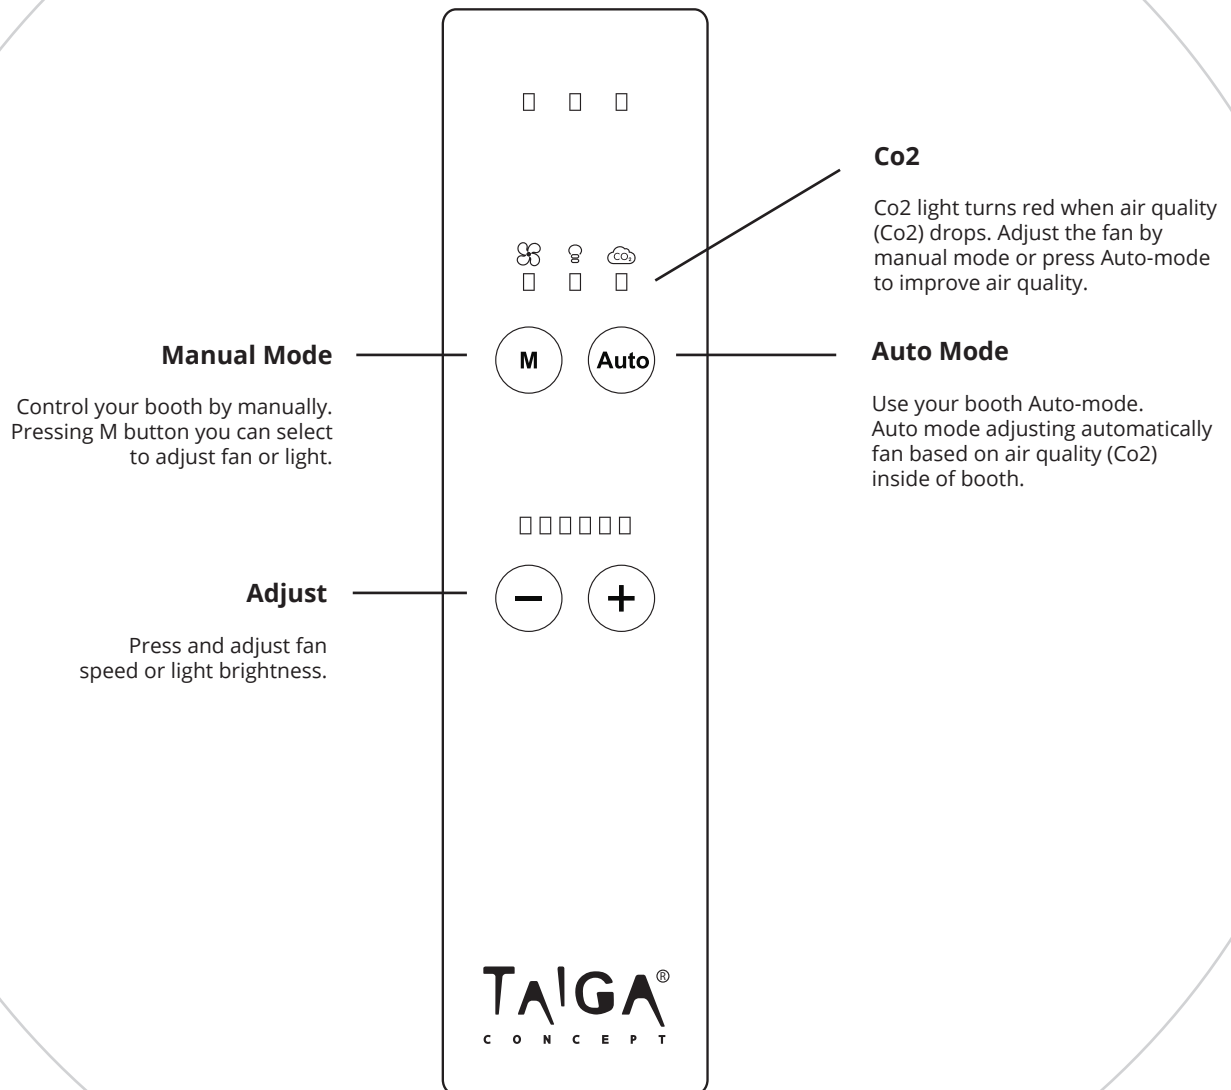 Co2
Co2 light turns red when air quality
(Co2) drops. Adjust the fan by
manual mode or press Auto-mode
to improve air quality.
CO₂
Manual Mode
Control your booth by manually.
Pressing M button you can select
to adjust fan or light.
M
Auto
Auto Mode
Use your booth Auto-mode.
Auto mode adjusting automatically
fan based on air quality (Co2)
inside of booth.
Adjust
Press and adjust fan
speed or light brightness.
− +
TAIGA®
CONCEPT